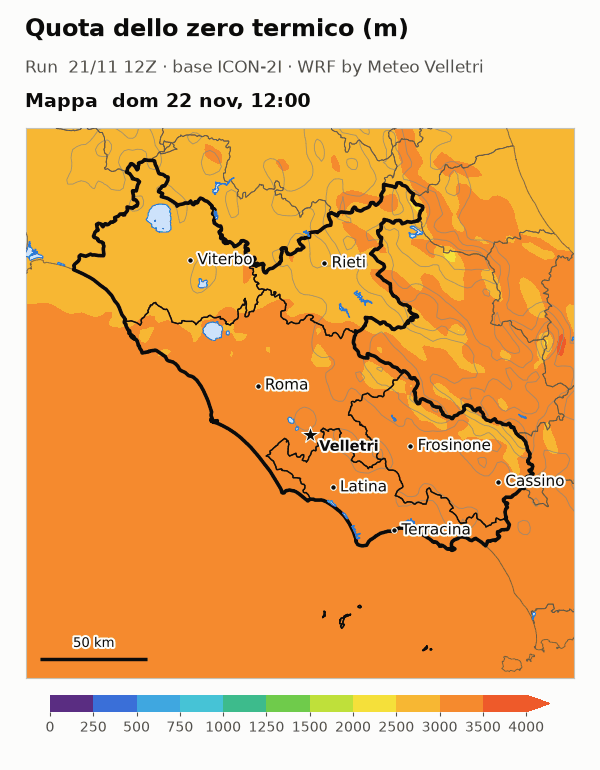 Quota dello zero termico (m)
Run 21/11 12Z · base ICON-2I · WRF by Meteo Velletri
Mappa dom 22 nov, 12:00
Viterbo
Rieti
Roma
Velletri
Frosinone
Latina
Cassino
Terracina
50 km
0 250 500 750 1000 1250 1500 2000 2500 3000 3500 4000